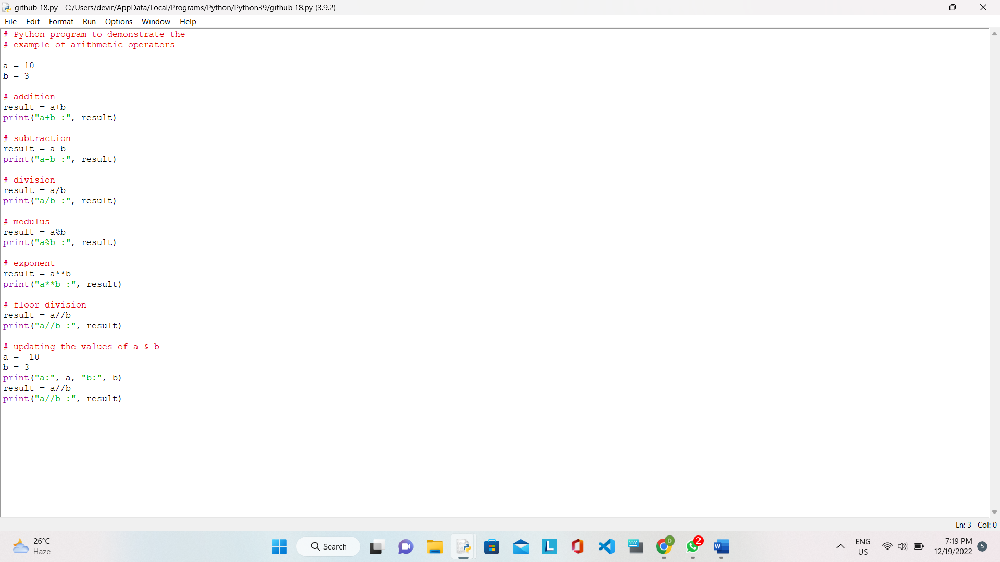 github 18.py - C:/Users/devir/AppData/Local/Programs/Python/Python39/github 18.py (3.9.2)
File Edit Format Run Options Window Help
# Python program to demonstrate the
# example of arithmetic operators
a = 10
b = 3
# addition
result = a+b
print("a+b :", result)
# subtraction
result = a-b
print("a-b :", result)
# division
result = a/b
print("a/b :", result)
# modulus
result = a%b
print("a%b :", result)
# exponent
result = a**b
print("a**b :", result)
# floor division
result = a//b
print("a//b :", result)
# updating the values of a & b
a = -10
b = 3
print("a:", a, "b:", b)
result = a//b
print("a//b :", result)
Ln: 3 Col: 0
26°C
Haze
Search
L
D
2
W
ENG
US
7:19 PM
12/19/2022
5